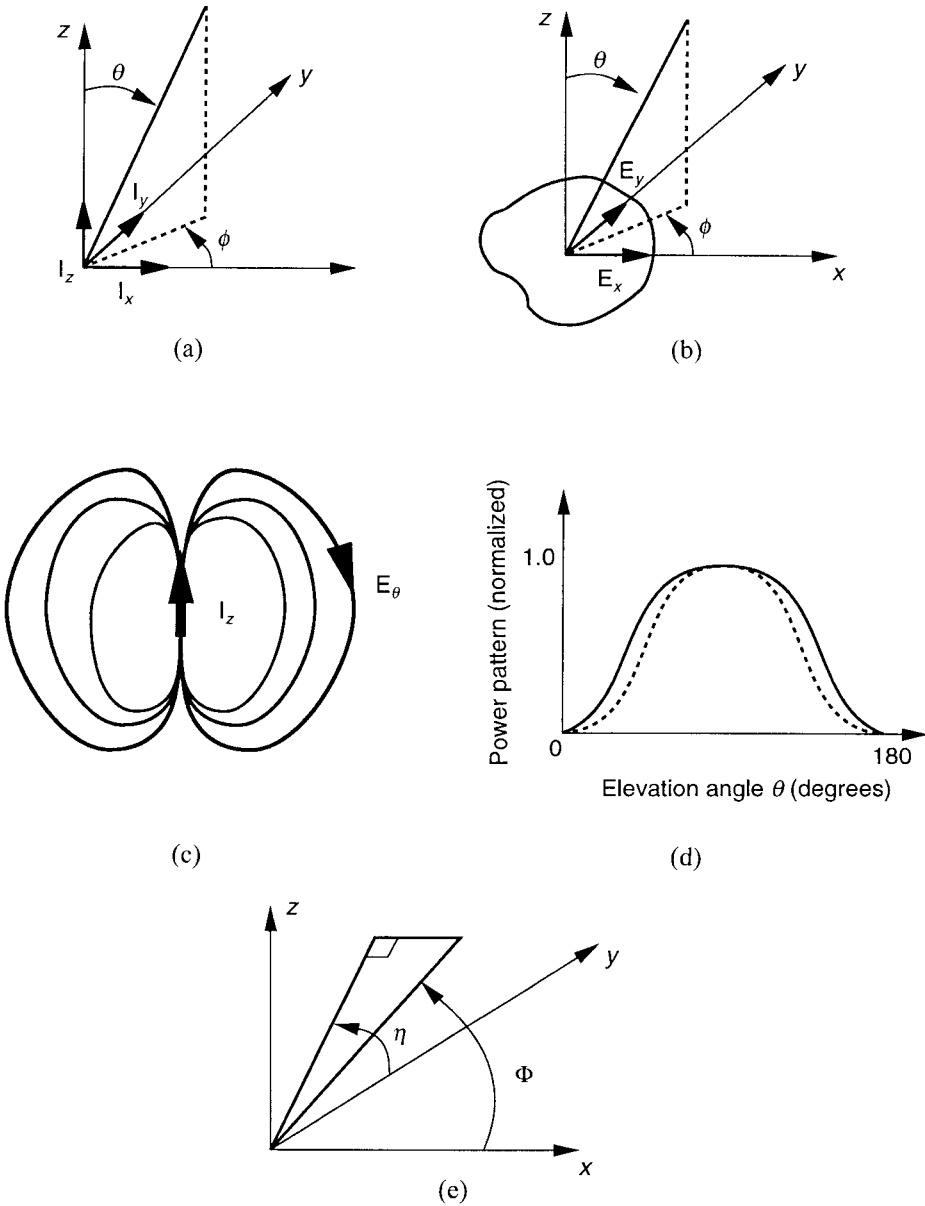 z
θ
y
I_y
ϕ
I_z
I_x
(a)
z
θ
y
E_y
ϕ
E_x
x
(b)
E_θ
I_z
(c)
Power pattern (normalized)
1.0
0
180
Elevation angle θ (degrees)
(d)
z
y
η
Φ
x
(e)